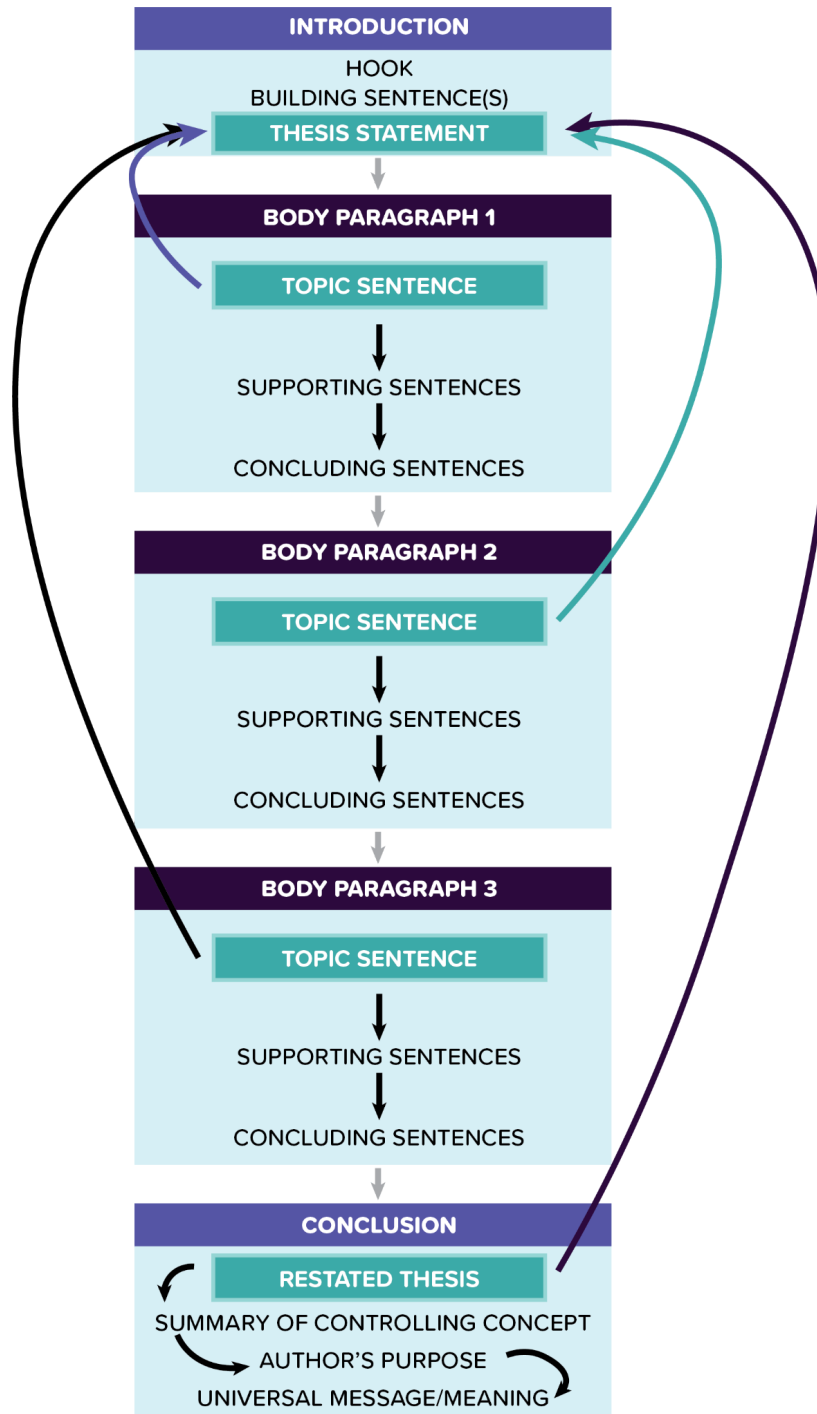 INTRODUCTION
HOOK
BUILDING SENTENCE(S)
THESIS STATEMENT
BODY PARAGRAPH 1
TOPIC SENTENCE
SUPPORTING SENTENCES
CONCLUDING SENTENCES
BODY PARAGRAPH 2
TOPIC SENTENCE
SUPPORTING SENTENCES
CONCLUDING SENTENCES
BODY PARAGRAPH 3
TOPIC SENTENCE
SUPPORTING SENTENCES
CONCLUDING SENTENCES
CONCLUSION
RESTATED THESIS
SUMMARY OF CONTROLLING CONCEPT
AUTHOR'S PURPOSE
UNIVERSAL MESSAGE/MEANING